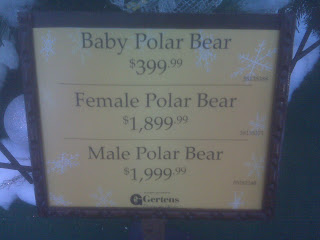 Baby Polar Bear
$399.99
Female Polar Bear
$1,899.99
Male Polar Bear
$1,999.99
Gertens